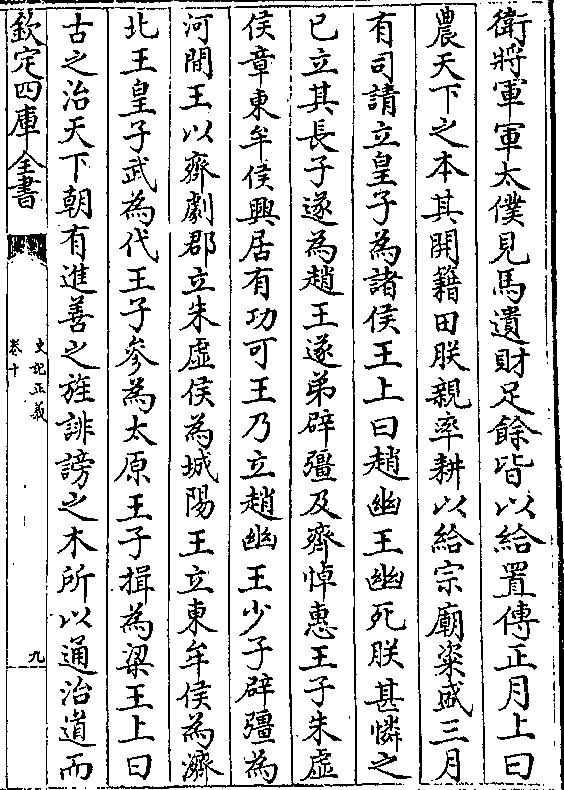 衛將軍軍太僕見馬遺財足餘皆以給置傳正月上曰
農天下之本其開籍田朕親率耕以給宗廟粢盛三月
有司請立皇子為諸侯王上曰趙幽王幽死朕甚憐之
已立其長子遂為趙王遂弟辟彊及齊悼惠王子朱虛
侯章東牟侯興居有功可王乃立趙幽王少子辟彊為
河間王以齊劇郡立朱虛侯為城陽王立東牟侯為濟
北王皇子武為代王子參為太原王子揖為梁王上曰
古之治天下朝有進善之旌誹謗之木所以通治道而
欽定四庫全書
史記正義
卷十
九